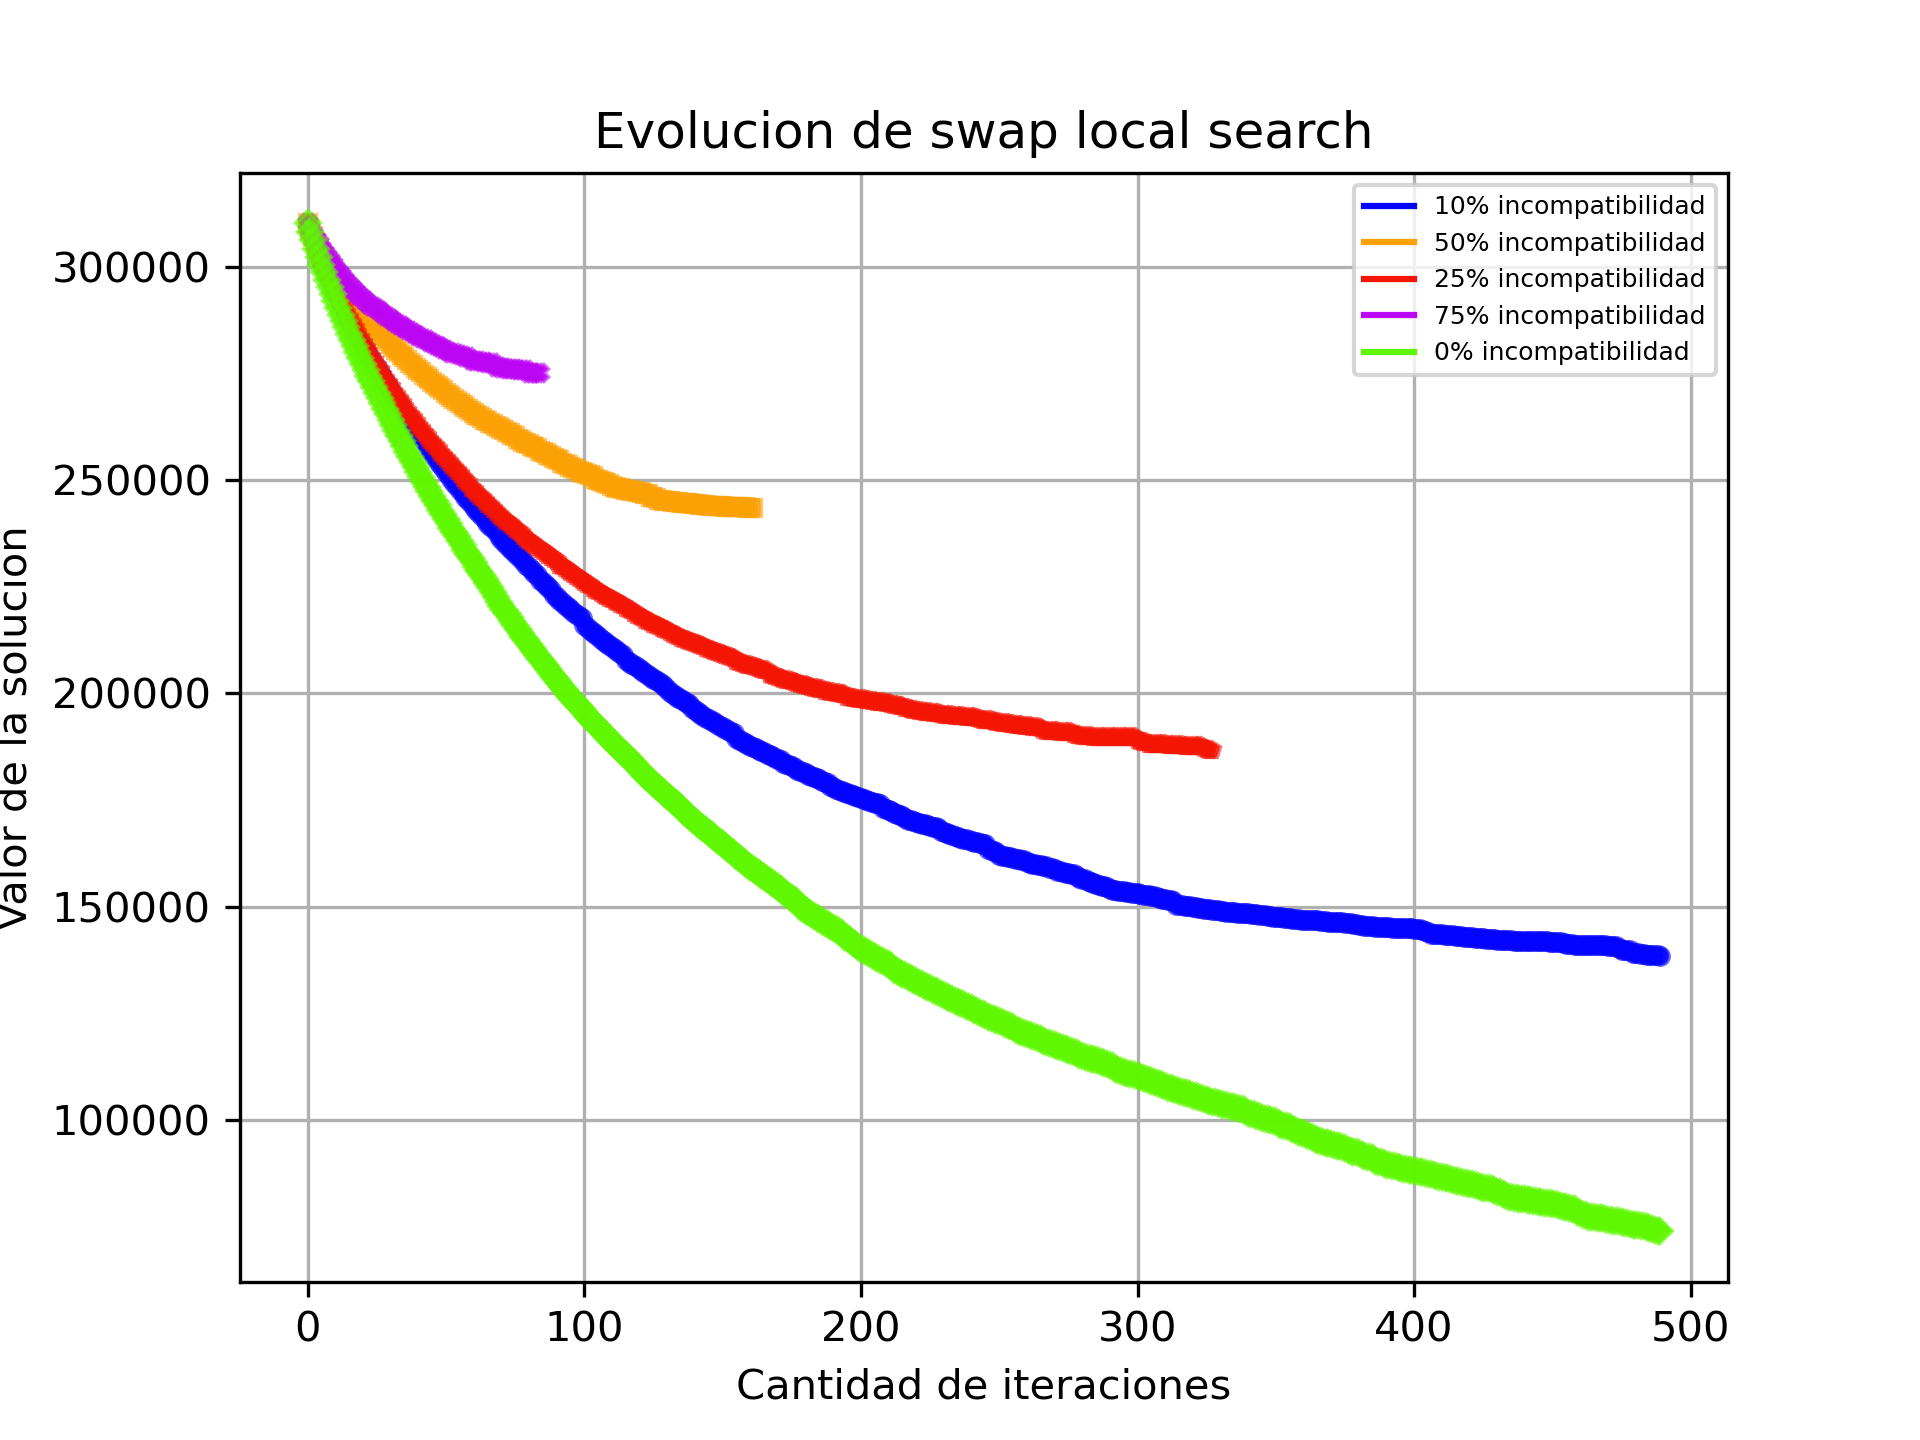 Evolucion de swap local search
10% incompatibilidad
50% incompatibilidad
25% incompatibilidad
75% incompatibilidad
0% incompatibilidad
Valor de la solucion
300000
250000
200000
150000
100000
0 100 200 300 400 500
Cantidad de iteraciones